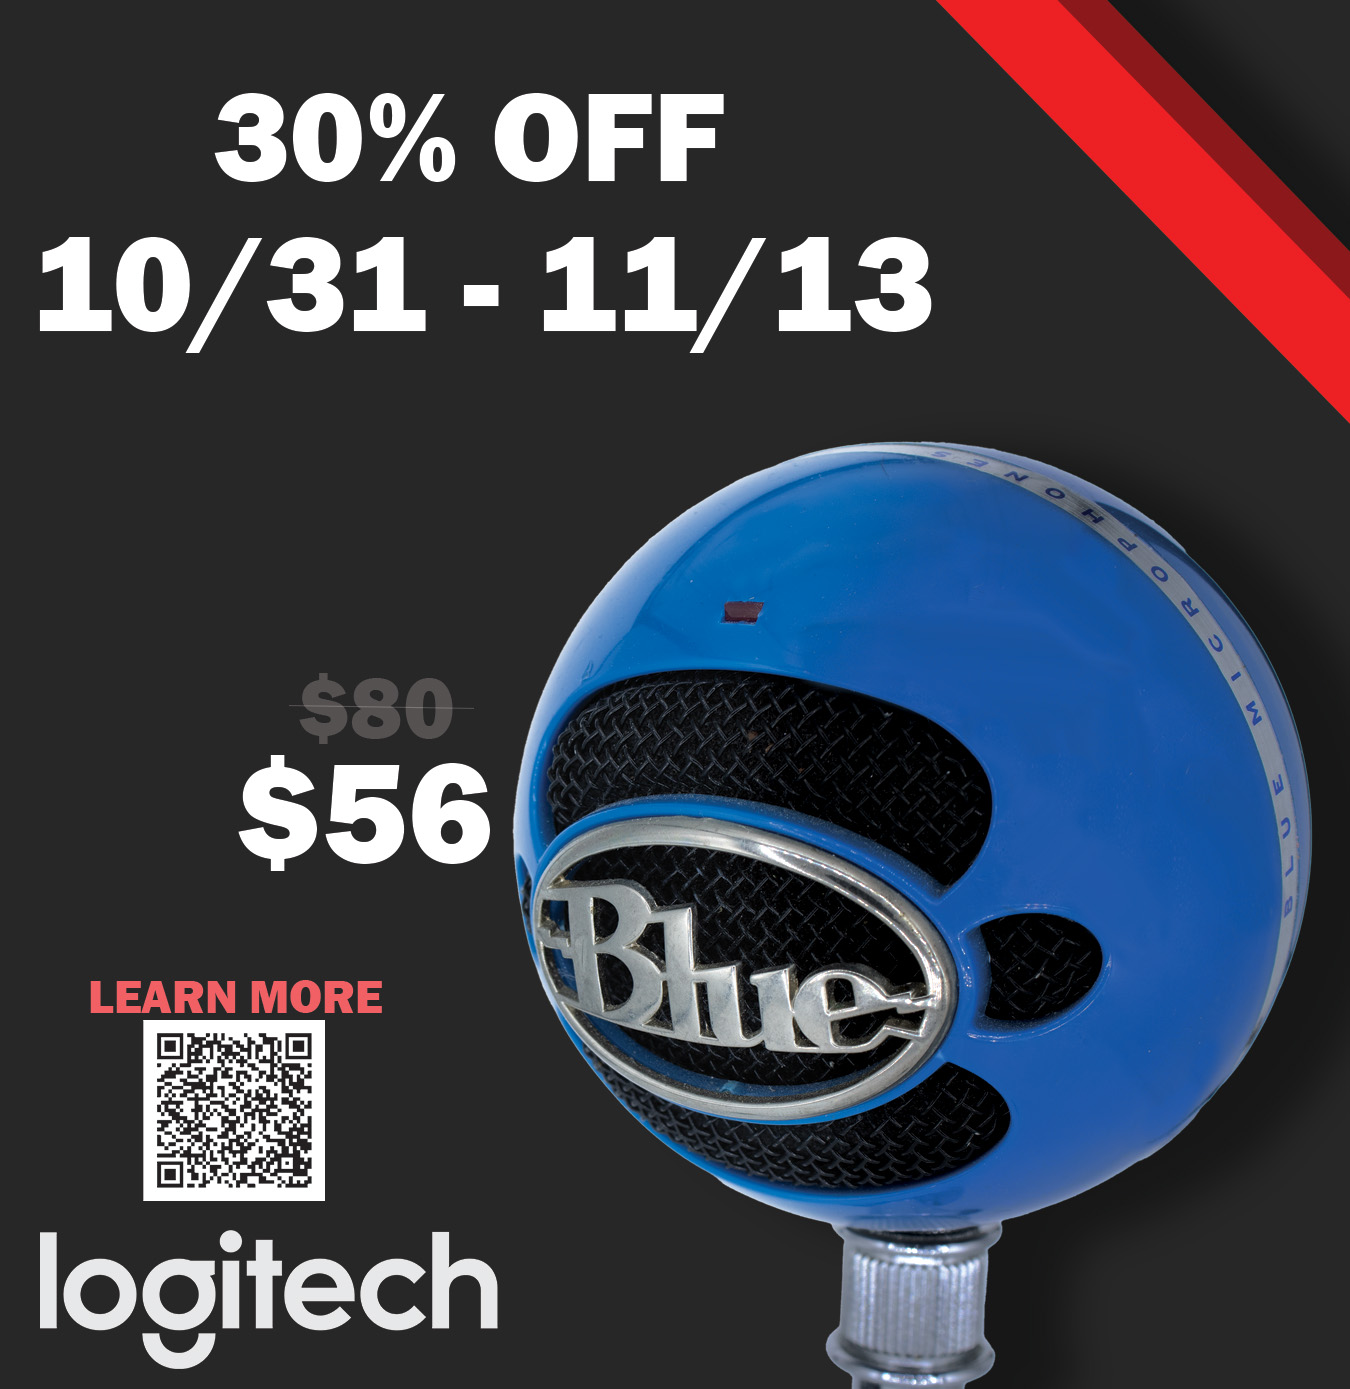 30% OFF
10/31 - 11/13
$80
$56
BLUE MICROPHONES
Blue
LEARN MORE
logitech